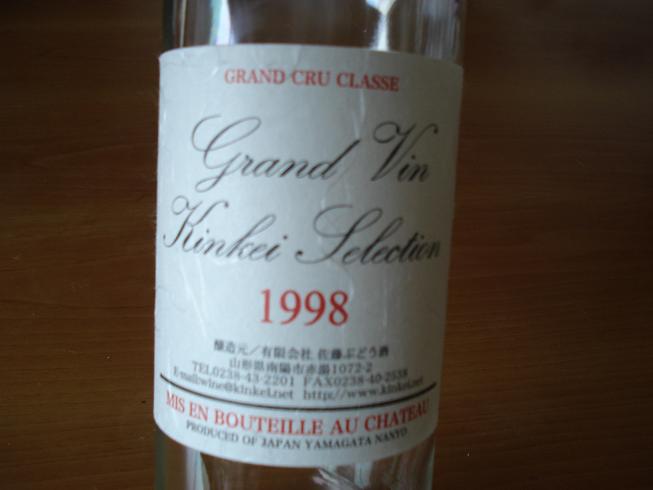 GRAND CRU CLASSE
Grand Vin
Kinkei Selection
1998
醸造元／有限会社 佐藤ぶどう酒
山形県南陽市赤湯1072-2
TEL0238-43-2201 FAX0238-40-2538
E-mail:wine@kinkei.net http://www.kinkei.net
MIS EN BOUTEILLE AU CHATEAU
PRODUCED OF JAPAN YAMAGATA NANYO